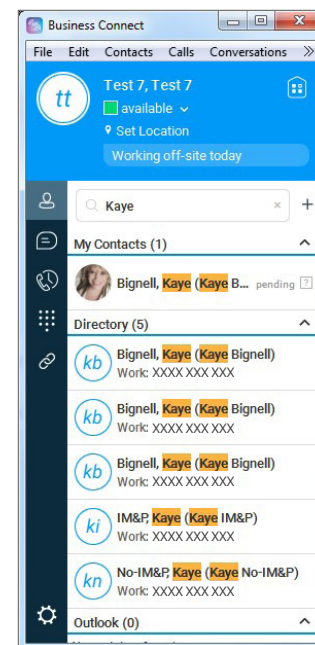 Business Connect
File Edit Contacts Calls Conversations »
tt
Test 7, Test 7
available
Set Location
Working off-site today
Kaye × +
My Contacts (1)
Bignell, Kaye (Kaye B... pending ?
Directory (5)
kb
Bignell, Kaye (Kaye Bignell)
Work: XXXX XXX XXX
kb
Bignell, Kaye (Kaye Bignell)
Work: XXXX XXX XXX
kb
Bignell, Kaye (Kaye Bignell)
Work: XXXX XXX XXX
ki
IM&P, Kaye (Kaye IM&P)
Work: XXXX XXX XXX
kn
No-IM&P, Kaye (Kaye No-IM&P)
Work: XXXX XXX XXX
Outlook (0)